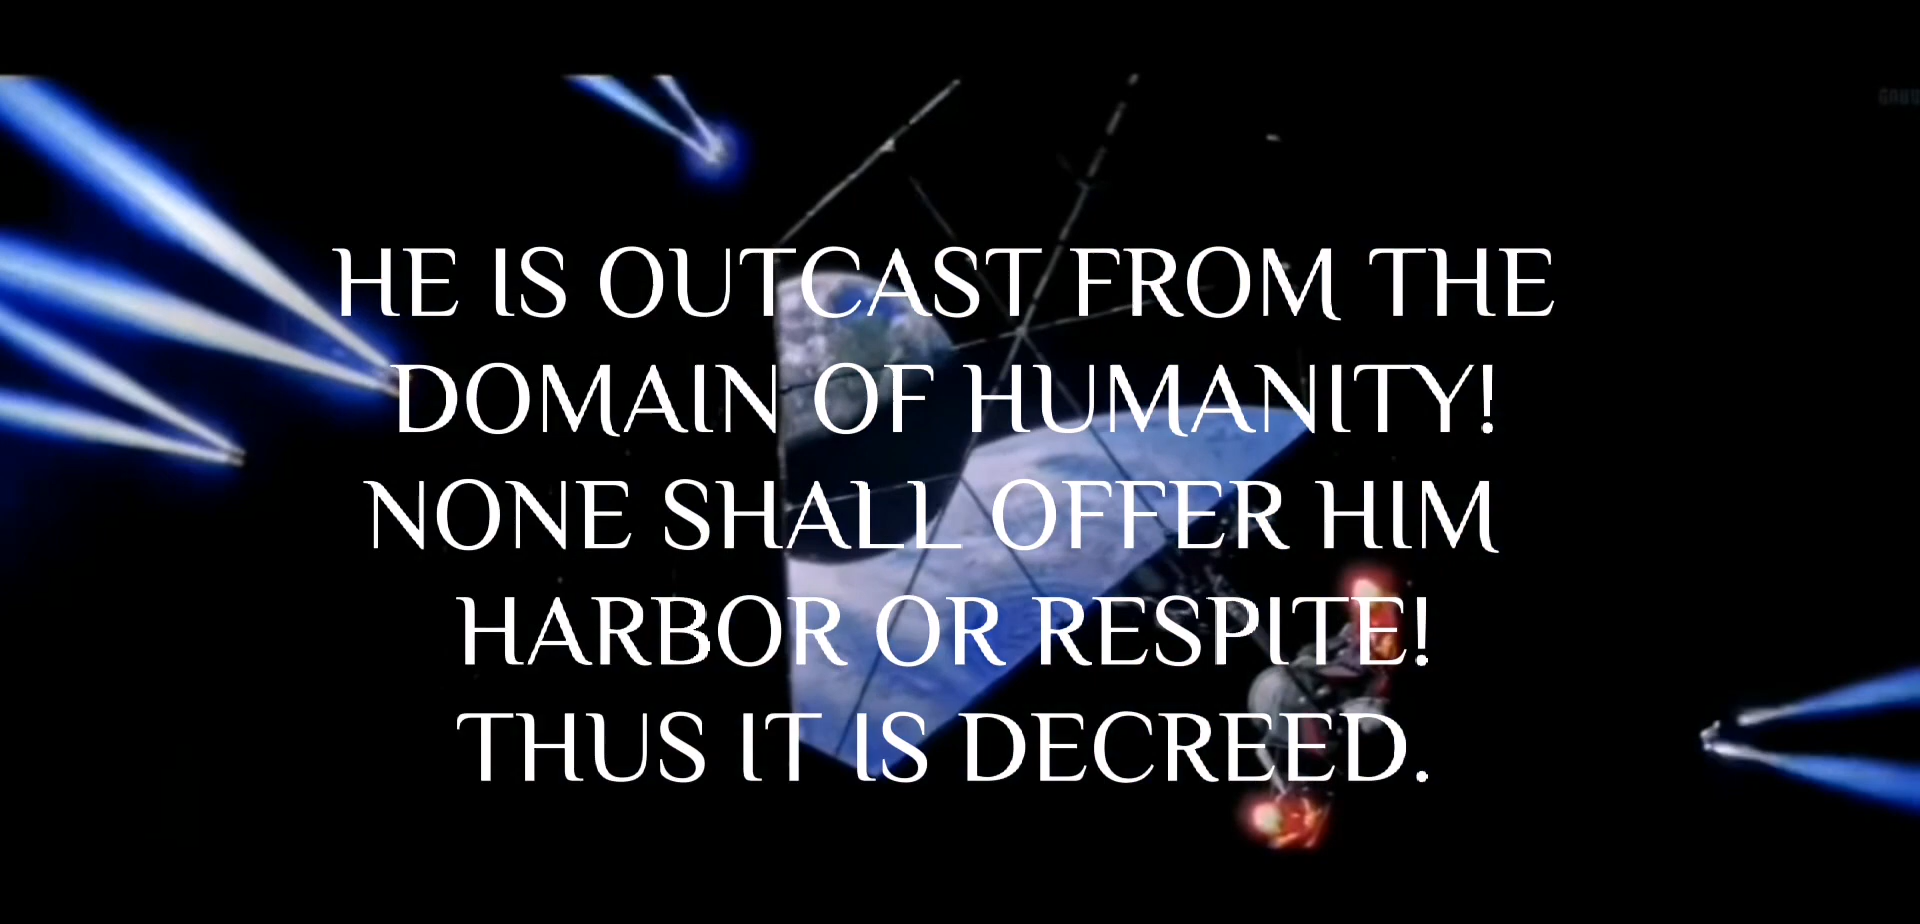 HE IS OUTCAST FROM THE
DOMAIN OF HUMANITY!
NONE SHALL OFFER HIM
HARBOR OR RESPITE!
THUS IT IS DECREED.